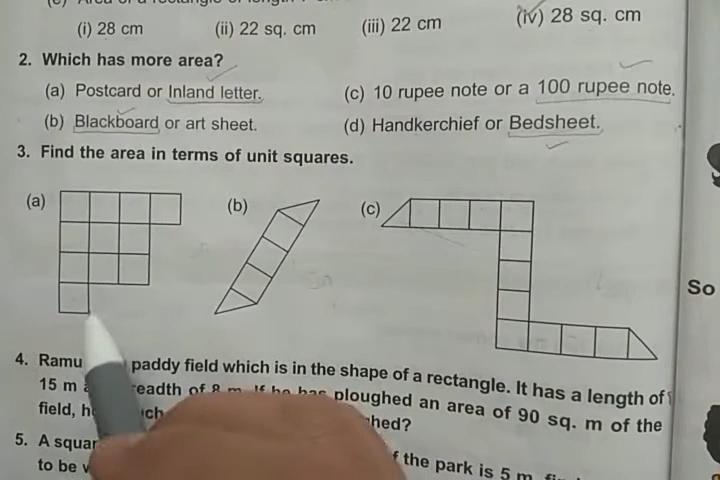 (i) 28 cm (ii) 22 sq. cm (iii) 22 cm (iv) 28 sq. cm
2. Which has more area?
(a) Postcard or Inland letter. (c) 10 rupee note or a 100 rupee note.
(b) Blackboard or art sheet. (d) Handkerchief or Bedsheet.
3. Find the area in terms of unit squares.
(a) (b) (c)
So
4. Ramu paddy field which is in the shape of a rectangle. It has a length of
15 m readth of 8 m. If he has ploughed an area of 90 sq. m of the
field, h ch hed?
5. A squar f the park is 5 m,
to be